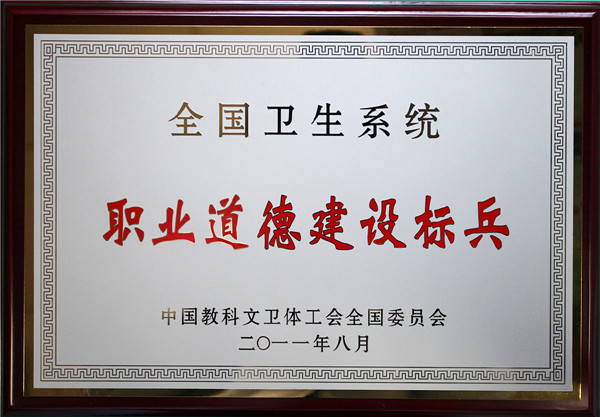 全国卫生系统
职业道德建设标兵
中国教科文卫体工会全国委员会
二〇一一年八月